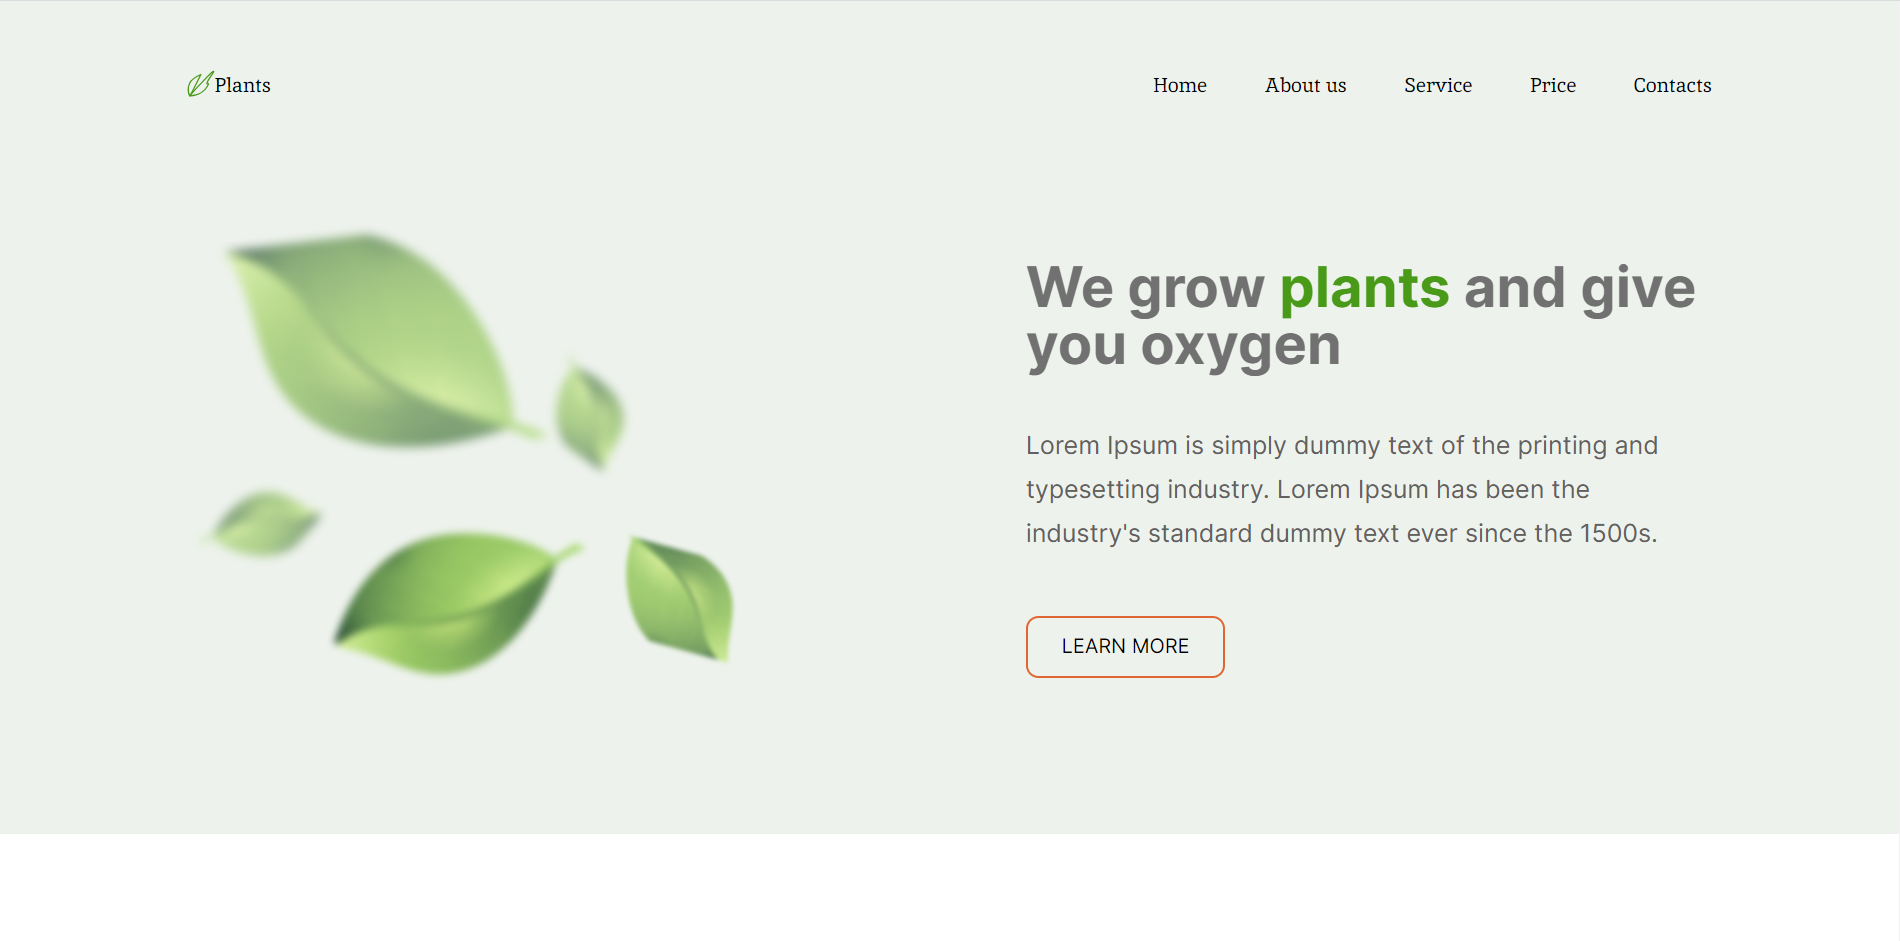 Plants
Home About us Service Price Contacts
We grow plants and give
you oxygen
Lorem Ipsum is simply dummy text of the printing and
typesetting industry. Lorem Ipsum has been the
industry's standard dummy text ever since the 1500s.
LEARN MORE